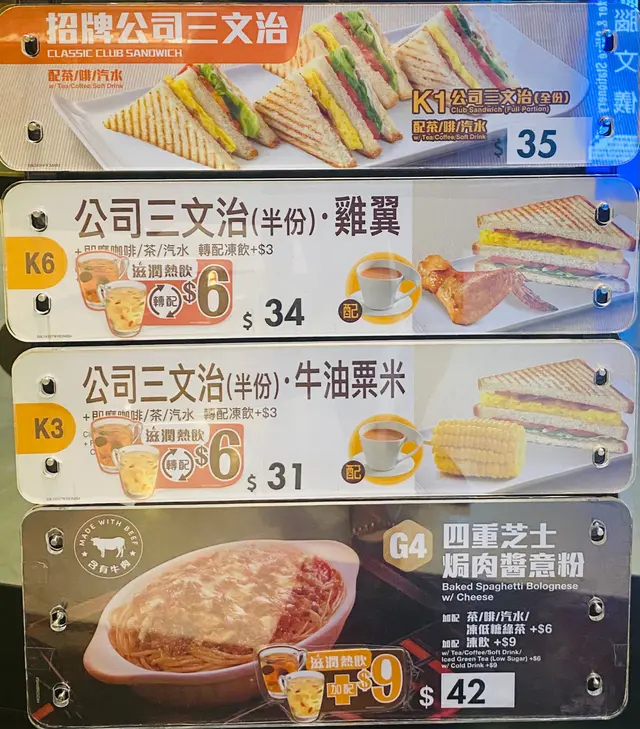 招牌公司三文治
CLASSIC CLUB SANDWICH
配茶/啡/汽水
w/ Tea/Coffee/Soft Drink
K1公司三文治(全份)
Club Sandwich (Full Portion)
配茶/啡/汽水
w/ Tea/Coffee/Soft Drink
$ 35
K6
公司三文治(半份)·雞翼
+即磨咖啡/茶/汽水 轉配凍飲+$3
滋潤熱飲
轉配
$6
$ 34
配
K3
公司三文治(半份)·牛油粟米
+即磨咖啡/茶/汽水 轉配凍飲+$3
滋潤熱飲
轉配
$6
$ 31
配
MADE WITH BEEF
含有牛肉
G4
四重芝士
焗肉醬意粉
Baked Spaghetti Bolognese
w/ Cheese
加配 茶/啡/汽水/
凍低糖綠茶 +$6
加配 凍飲 +$9
w/ Tea/Coffee/Soft Drink/
Iced Green Tea (Low Sugar) +$6
w/ Cold Drink +$9
滋潤熱飲
加配
+$9
$ 42
腦文義
& Office Stationery